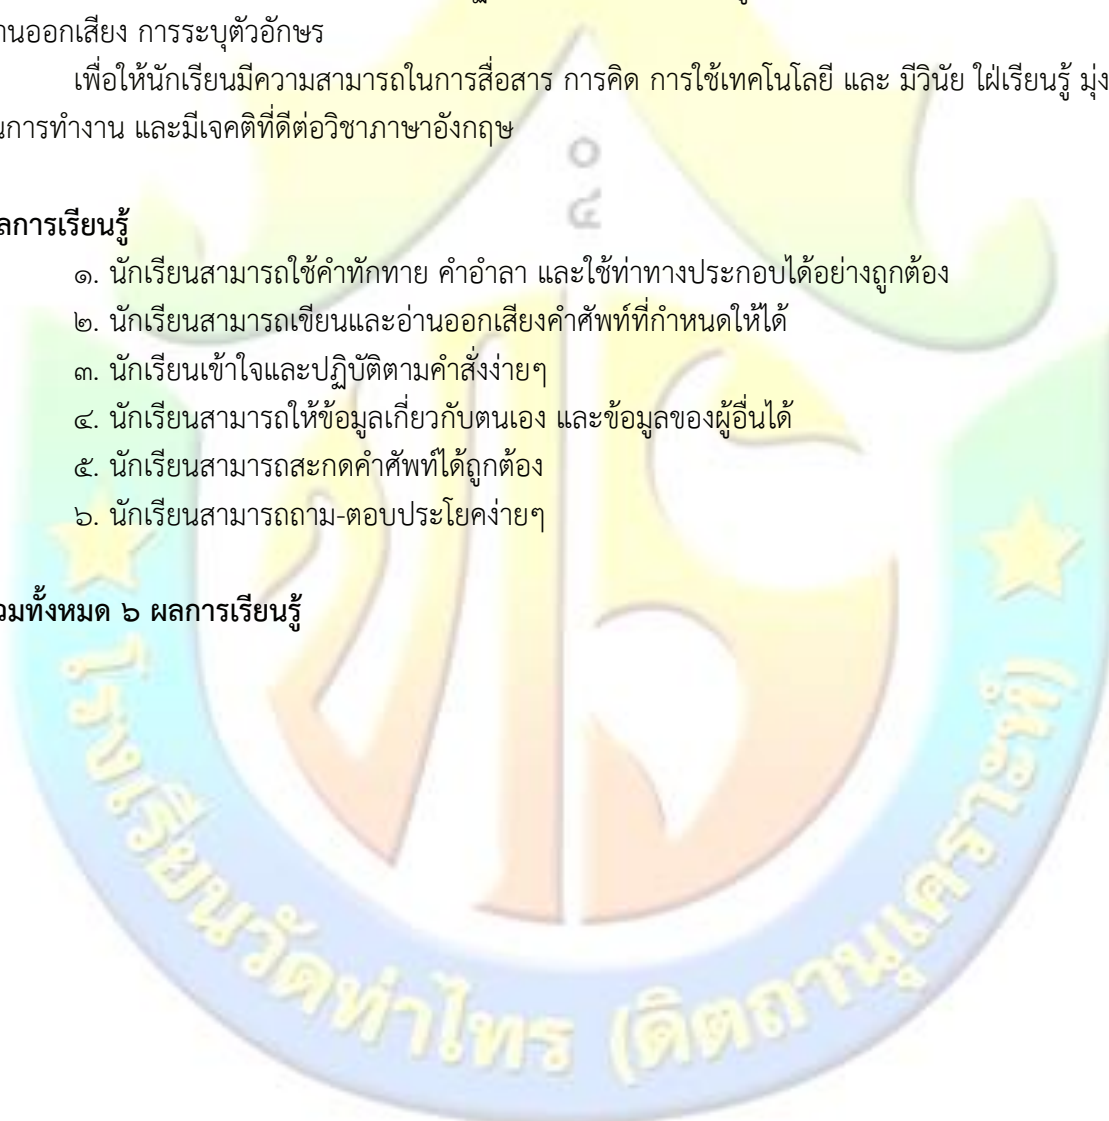 านออกเสียง การระบุตัวอักษร
เพื่อให้นักเรียนมีความสามารถในการสื่อสาร การคิด การใช้เทคโนโลยี และ มีวินัย ใฝ่เรียนรู้ มุ่ง
นการทำงาน และมีเจคติที่ดีต่อวิชาภาษาอังกฤษ
๐
๔
ลการเรียนรู้
๑. นักเรียนสามารถใช้คำทักทาย คำอำลา และใช้ท่าทางประกอบได้อย่างถูกต้อง
๒. นักเรียนสามารถเขียนและอ่านออกเสียงคำศัพท์ที่กำหนดให้ได้
๓. นักเรียนเข้าใจและปฏิบัติตามคำสั่งง่ายๆ
๔. นักเรียนสามารถให้ข้อมูลเกี่ยวกับตนเอง และข้อมูลของผู้อื่นได้
๕. นักเรียนสามารถสะกดคำศัพท์ได้ถูกต้อง
๖. นักเรียนสามารถถาม-ตอบประโยคง่ายๆ
วมทั้งหมด ๖ ผลการเรียนรู้
โรงเรียนวัดท่าไทร (ดิตถานุเคราะห์)